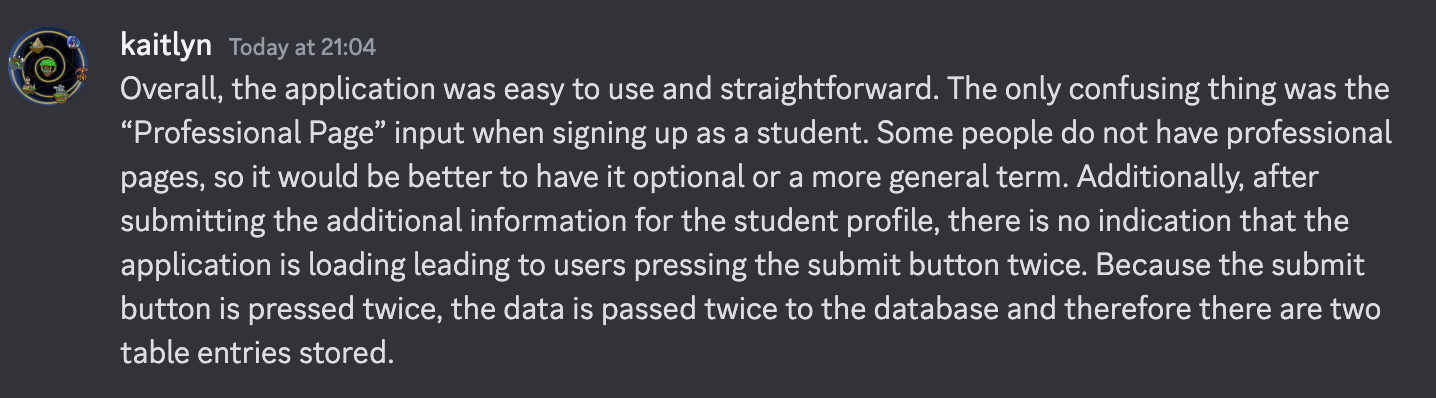 kaitlyn Today at 21:04
Overall, the application was easy to use and straightforward. The only confusing thing was the
“Professional Page” input when signing up as a student. Some people do not have professional
pages, so it would be better to have it optional or a more general term. Additionally, after
submitting the additional information for the student profile, there is no indication that the
application is loading leading to users pressing the submit button twice. Because the submit
button is pressed twice, the data is passed twice to the database and therefore there are two
table entries stored.